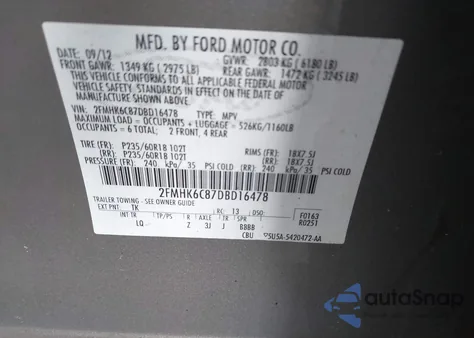 MFD. BY FORD MOTOR CO.
DATE: 09/12 GVWR: 2803 KG (6180 LB)
FRONT GAWR: 1349 KG (2975 LB) REAR GAWR: 1472 KG (3245 LB)
THIS VEHICLE CONFORMS TO ALL APPLICABLE FEDERAL MOTOR
VEHICLE SAFETY STANDARDS IN EFFECT ON THE DATE OF
MANUFACTURE SHOWN ABOVE.
VIN: 2FMHK6C87DBD16478 TYPE: MPV
MAXIMUM LOAD = OCCUPANTS + LUGGAGE = 526KG/1160LB
OCCUPANTS = 6 TOTAL: 2 FRONT, 4 REAR
TIRE (FR): P235/60R18 102T RIMS (FR): 18X7.5J
(RR): P235/60R18 102T (RR): 18X7.5J
PRESSURE (FR): 240 kPa/ 35 PSI COLD (RR): 240 kPa/ 35 PSI COLD
2FMHK6C87DBD16478
TRAILER TOWING - SEE OWNER GUIDE
EXT PNT: TK RC: 13 DSO: F0163
INT TR TP/PS R AXLE TR SPR R0251
LQ Z 3J J BBBB
CBU 5U5A-5420472-AA
autoSnap